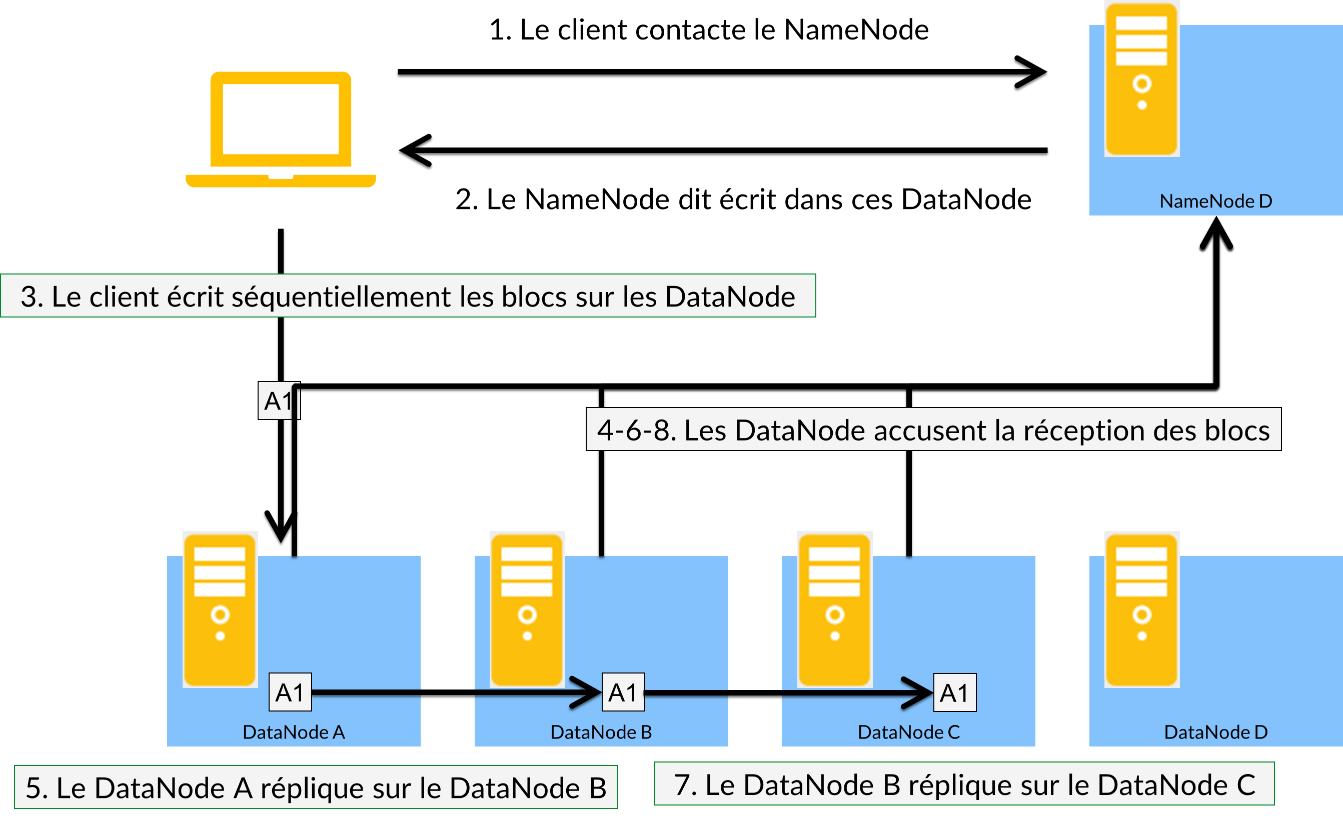 1. Le client contacte le NameNode
2. Le NameNode dit écrit dans ces DataNode
NameNode D
3. Le client écrit séquentiellement les blocs sur les DataNode
A1
4-6-8. Les DataNode accusent la réception des blocs
A1
A1
A1
DataNode A
DataNode B
DataNode C
DataNode D
5. Le DataNode A réplique sur le DataNode B
7. Le DataNode B réplique sur le DataNode C